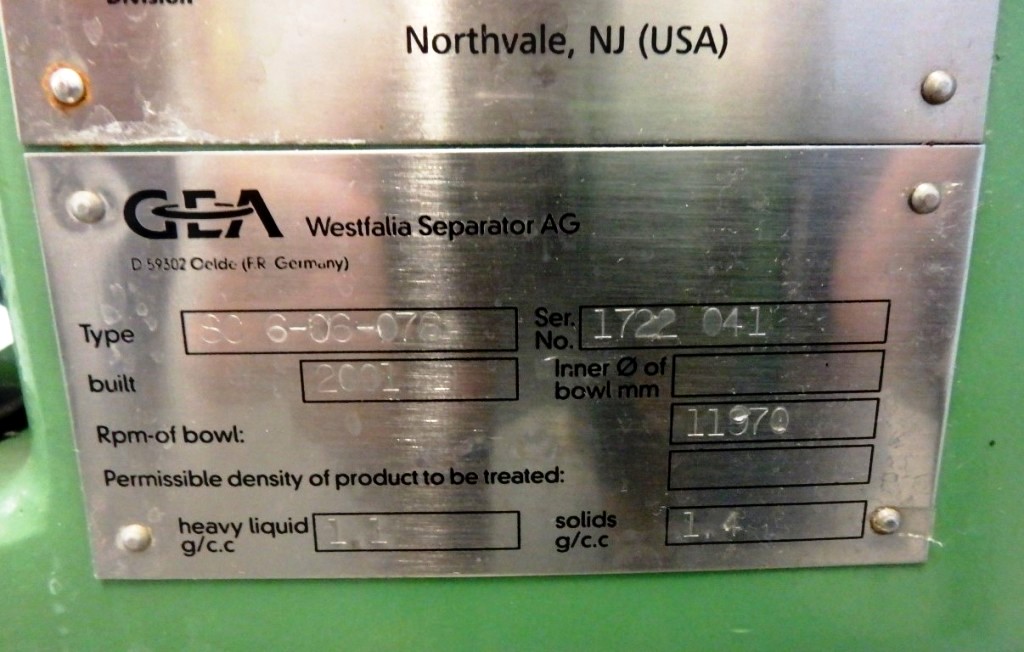 Division
Northvale, NJ (USA)
GEA Westfalia Separator AG
D 59302 Oelde (F.R. Germany)
Type SC 6-06-076 Ser. No. 1722 041
built 2001 Inner Ø of bowl mm
Rpm-of bowl: 11970
Permissible density of product to be treated:
heavy liquid g/c.c 1.1 solids g/c.c 1.4